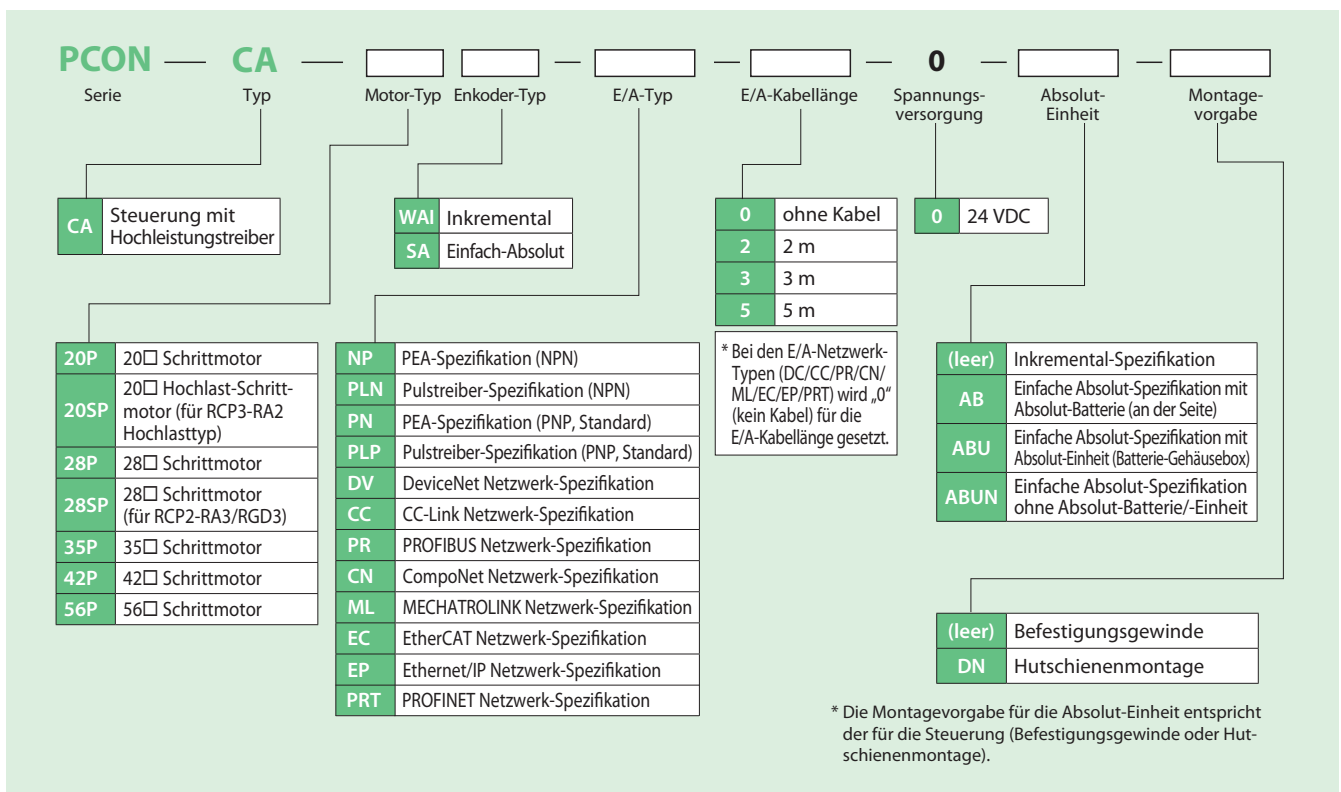 PCON — CA — — — — 0 — —
Serie Typ Motor-Typ Enkoder-Typ E/A-Typ E/A-Kabellänge Spannungs-versorgung Absolut-Einheit Montage-vorgabe
CA Steuerung mit
Hochleistungstreiber
WAI Inkremental
SA Einfach-Absolut
0 ohne Kabel
2 2 m
3 3 m
5 5 m
* Bei den E/A-Netzwerk-
Typen (DC/CC/PR/CN/
ML/EC/EP/PRT) wird „0“
(kein Kabel) für die
E/A-Kabellänge gesetzt.
0 24 VDC
20P 20□ Schrittmotor
20SP 20□ Hochlast-Schritt-
motor (für RCP3-RA2
Hochlasttyp)
28P 28□ Schrittmotor
28SP 28□ Schrittmotor
(für RCP2-RA3/RGD3)
35P 35□ Schrittmotor
42P 42□ Schrittmotor
56P 56□ Schrittmotor
NP PEA-Spezifikation (NPN)
PLN Pulstreiber-Spezifikation (NPN)
PN PEA-Spezifikation (PNP, Standard)
PLP Pulstreiber-Spezifikation (PNP, Standard)
DV DeviceNet Netzwerk-Spezifikation
CC CC-Link Netzwerk-Spezifikation
PR PROFIBUS Netzwerk-Spezifikation
CN CompoNet Netzwerk-Spezifikation
ML MECHATROLINK Netzwerk-Spezifikation
EC EtherCAT Netzwerk-Spezifikation
EP Ethernet/IP Netzwerk-Spezifikation
PRT PROFINET Netzwerk-Spezifikation
(leer) Inkremental-Spezifikation
AB Einfache Absolut-Spezifikation mit
Absolut-Batterie (an der Seite)
ABU Einfache Absolut-Spezifikation mit
Absolut-Einheit (Batterie-Gehäusebox)
ABUN Einfache Absolut-Spezifikation
ohne Absolut-Batterie/-Einheit
(leer) Befestigungsgewinde
DN Hutschienenmontage
* Die Montagevorgabe für die Absolut-Einheit entspricht
der für die Steuerung (Befestigungsgewinde oder Hut-
schienenmontage).